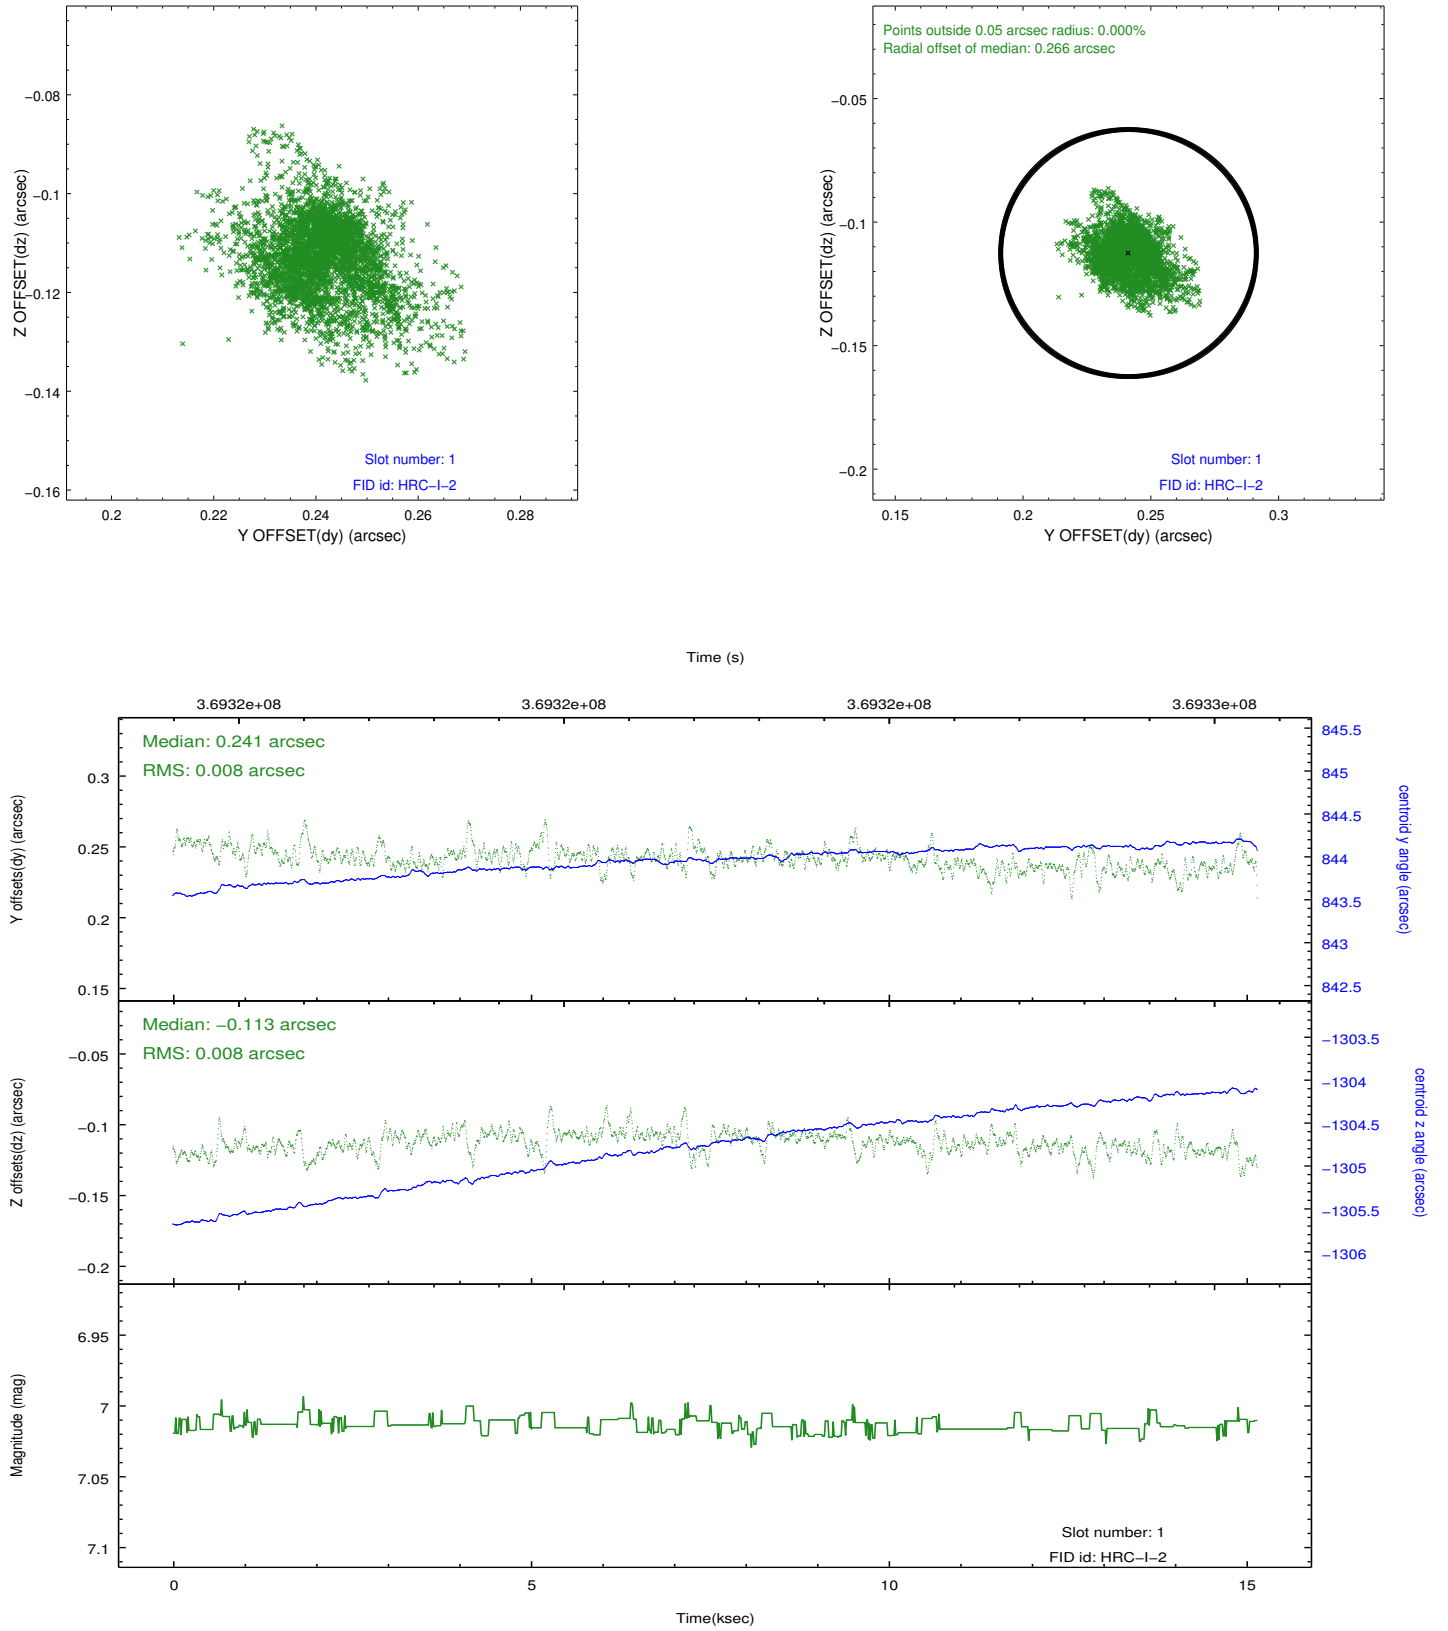 −0.08
−0.1
−0.12
−0.14
−0.16
Z OFFSET(dz) (arcsec)
0.2 0.22 0.24 0.26 0.28
Y OFFSET(dy) (arcsec)
Slot number: 1
FID id: HRC−I−2
Points outside 0.05 arcsec radius: 0.000%
Radial offset of median: 0.266 arcsec
−0.05
−0.1
−0.15
−0.2
Z OFFSET(dz) (arcsec)
0.15 0.2 0.25 0.3
Y OFFSET(dy) (arcsec)
Slot number: 1
FID id: HRC−I−2
Time (s)
3.6932e+08 3.6932e+08 3.6932e+08 3.6933e+08
Median: 0.241 arcsec
RMS: 0.008 arcsec
0.3
0.25
0.2
0.15
Y offsets(dy) (arcsec)
845.5
845
844.5
844
843.5
843
842.5
centroid y angle (arcsec)
Median: −0.113 arcsec
RMS: 0.008 arcsec
−0.05
−0.1
−0.15
−0.2
Z offsets(dz) (arcsec)
−1303.5
−1304
−1304.5
−1305
−1305.5
−1306
centroid z angle (arcsec)
6.95
7
7.05
7.1
Magnitude (mag)
Slot number: 1
FID id: HRC−I−2
0 5 10 15
Time(ksec)